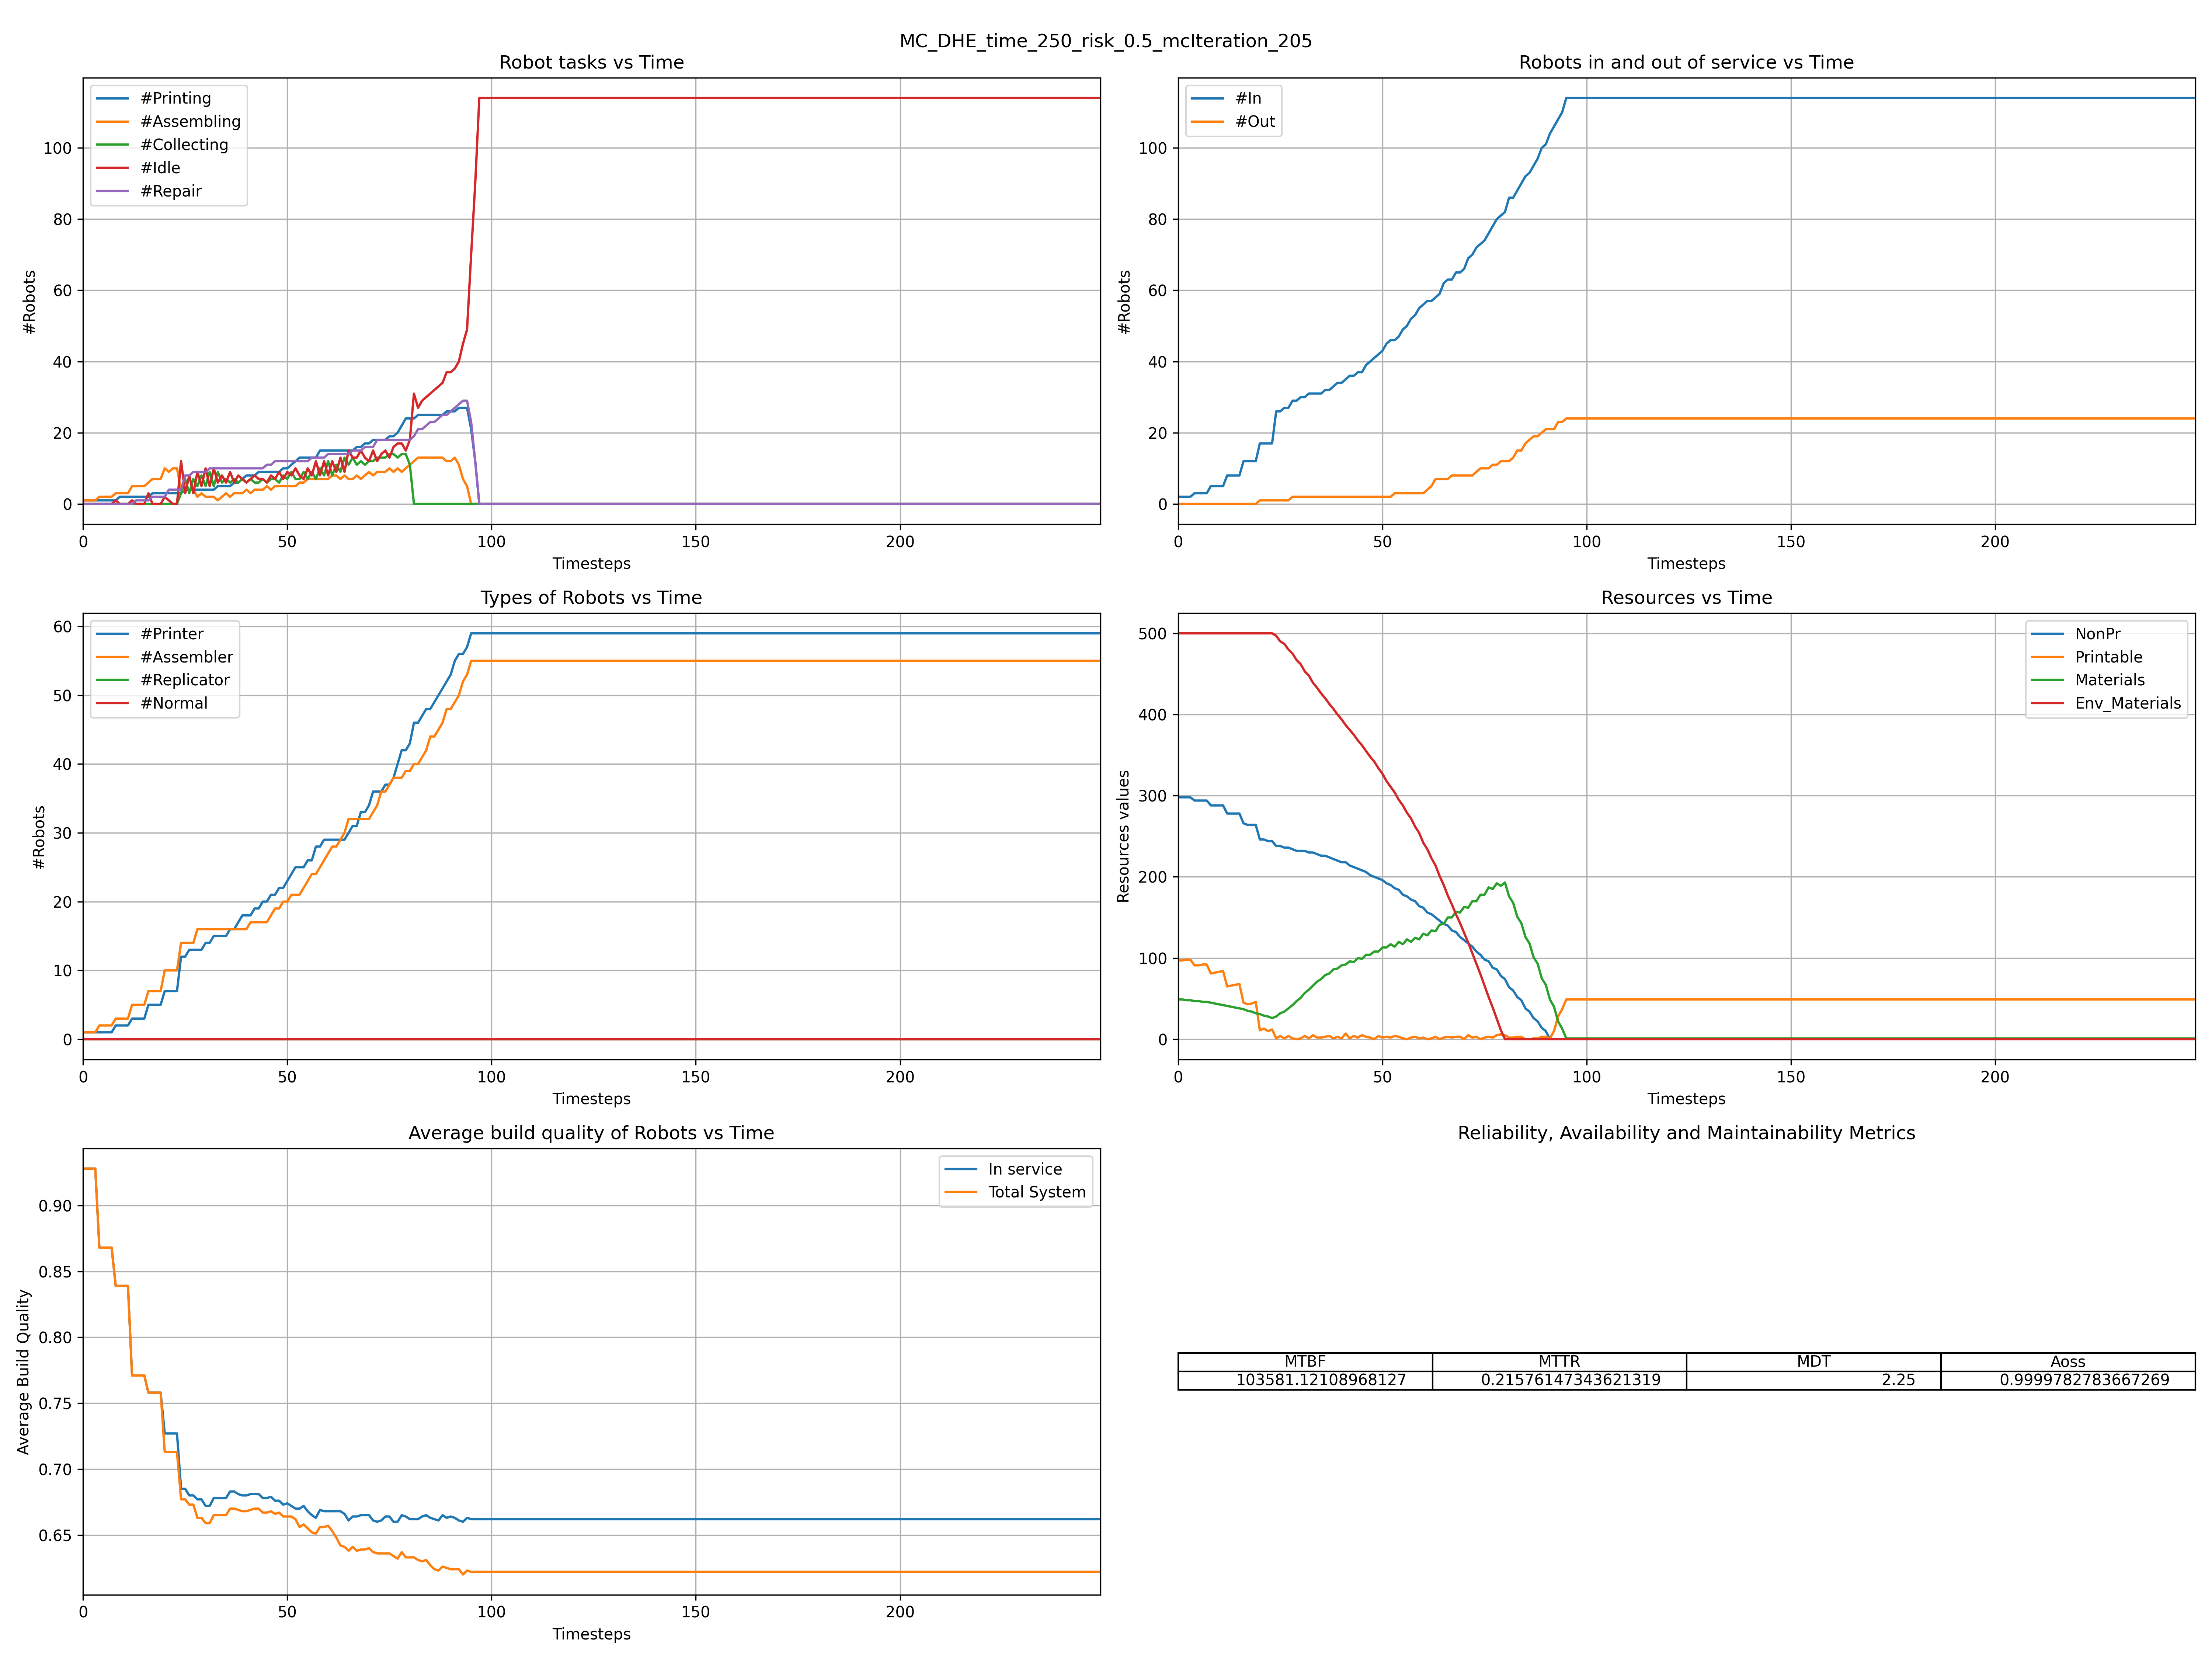 MC_DHE_time_250_risk_0.5_mcIteration_205
Robot tasks vs Time
#Printing
#Assembling
#Collecting
#Idle
#Repair
#Robots
100
80
60
40
20
0
0 50 100 150 200
Timesteps
Robots in and out of service vs Time
#In
#Out
#Robots
100
80
60
40
20
0
0 50 100 150 200
Timesteps
Types of Robots vs Time
#Printer
#Assembler
#Replicator
#Normal
#Robots
60
50
40
30
20
10
0
0 50 100 150 200
Timesteps
Resources vs Time
NonPr
Printable
Materials
Env_Materials
Resources values
500
400
300
200
100
0
0 50 100 150 200
Timesteps
Average build quality of Robots vs Time
In service
Total System
Average Build Quality
0.90
0.85
0.80
0.75
0.70
0.65
0 50 100 150 200
Timesteps
Reliability, Availability and Maintainability Metrics
MTBF MTTR MDT Aoss
103581.12108968127 0.21576147343621319 2.25 0.9999782783667269